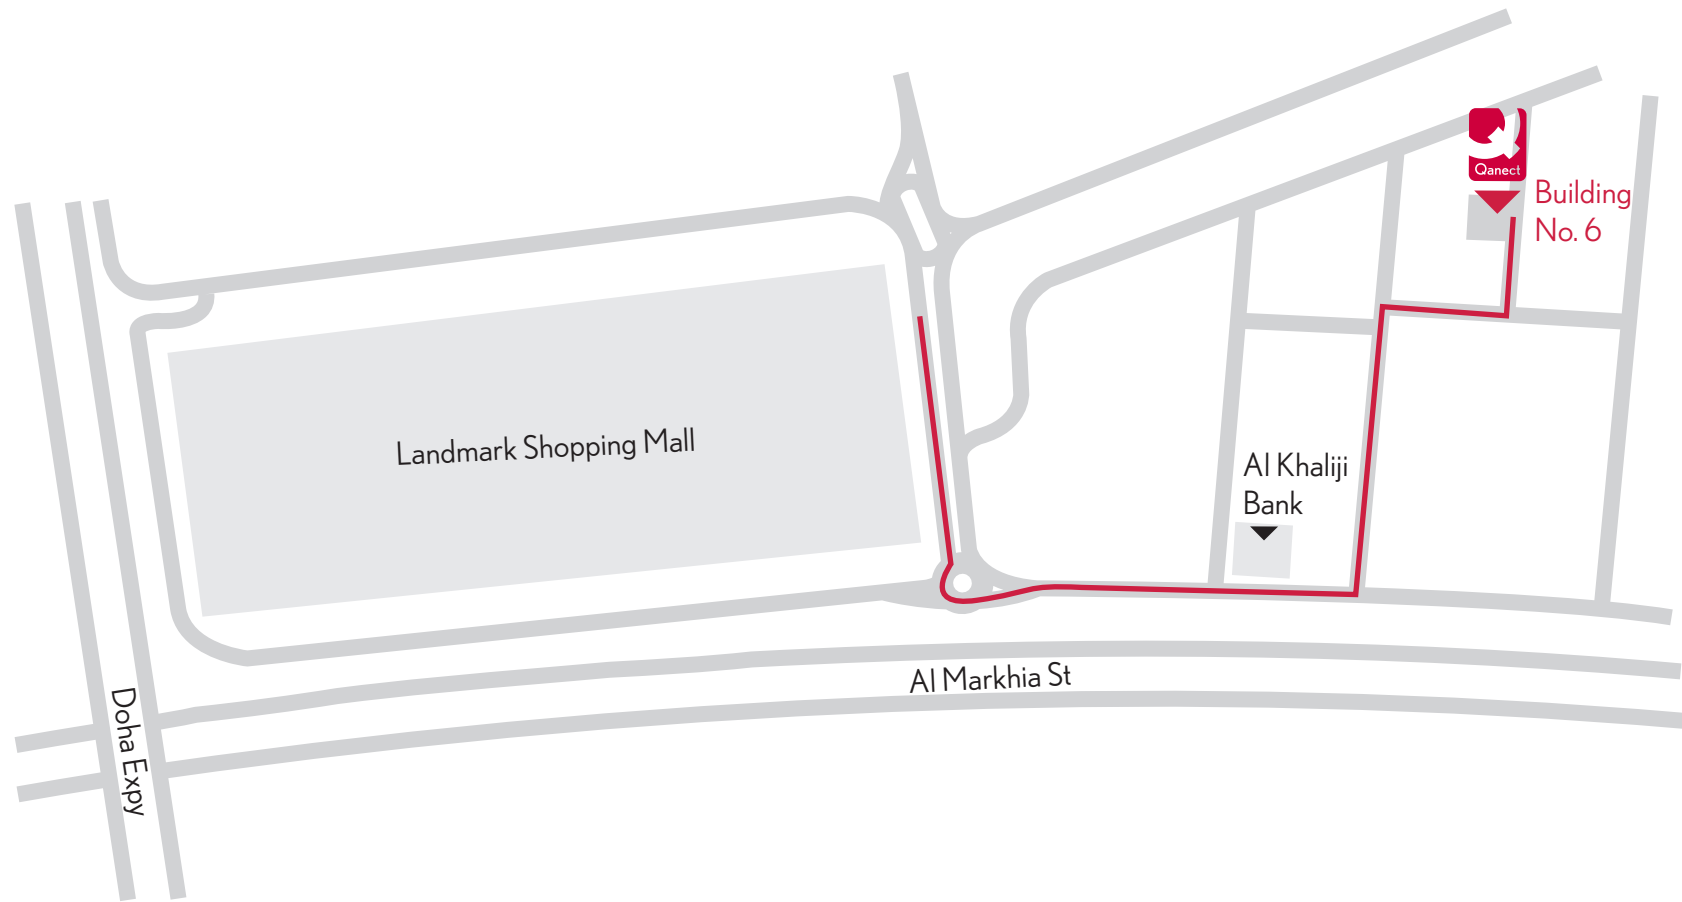 Qanect
Building
No. 6
Landmark Shopping Mall
Al Khaliji
Bank
Al Markhia St
Doha Expy